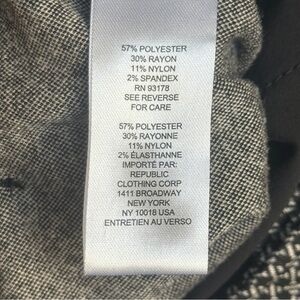 57% POLYESTER
30% RAYON
11% NYLON
2% SPANDEX
RN 93178
SEE REVERSE
FOR CARE
57% POLYESTER
30% RAYONNE
11% NYLON
2% ÉLASTHANNE
IMPORTÉ PAR:
REPUBLIC
CLOTHING CORP
1411 BROADWAY
NEW YORK
NY 10018 USA
ENTRETIEN AU VERSO